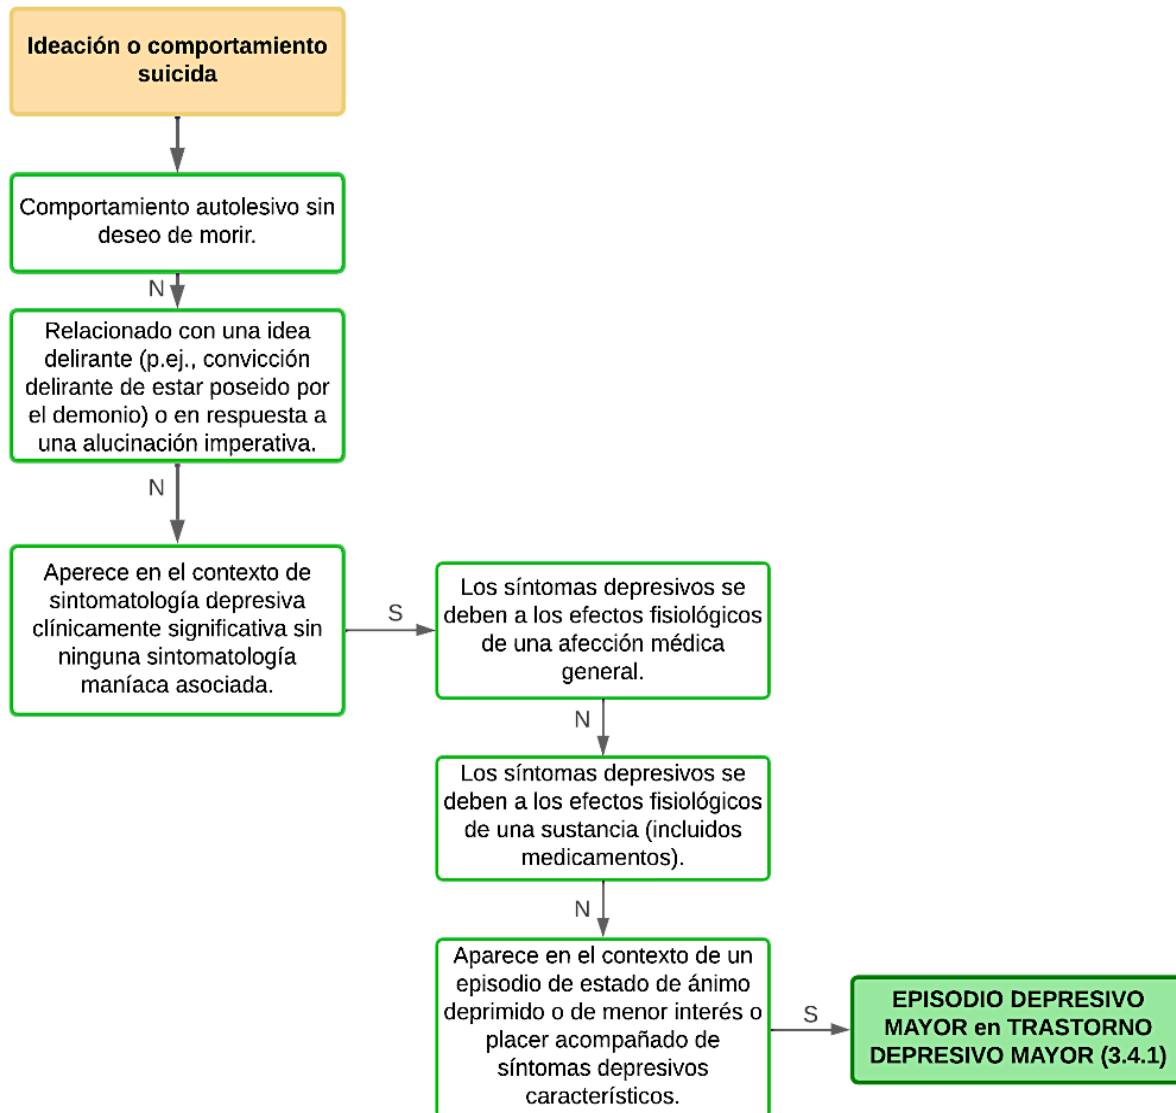 Ideación o comportamiento
suicida
Comportamiento autolesivo sin
deseo de morir.
N
Relacionado con una idea
delirante (p.ej., convicción
delirante de estar poseido por
el demonio) o en respuesta a
una alucinación imperativa.
N
Aperece en el contexto de
sintomatología depresiva
clínicamente significativa sin
ninguna sintomatología
maníaca asociada.
S
Los síntomas depresivos se
deben a los efectos fisiológicos
de una afección médica
general.
N
Los síntomas depresivos se
deben a los efectos fisiológicos
de una sustancia (incluidos
medicamentos).
N
Aparece en el contexto de un
episodio de estado de ánimo
deprimido o de menor interés o
placer acompañado de
síntomas depresivos
característicos.
S
EPISODIO DEPRESIVO
MAYOR en TRASTORNO
DEPRESIVO MAYOR (3.4.1)